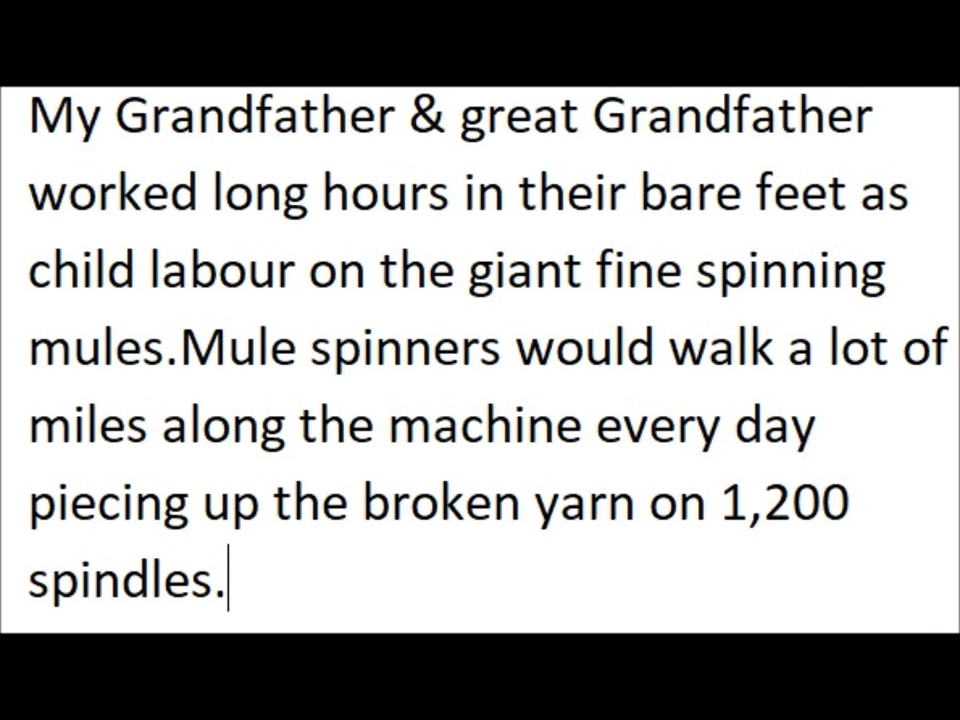 My Grandfather & great Grandfather
worked long hours in their bare feet as
child labour on the giant fine spinning
mules.Mule spinners would walk a lot of
miles along the machine every day
piecing up the broken yarn on 1,200
spindles.